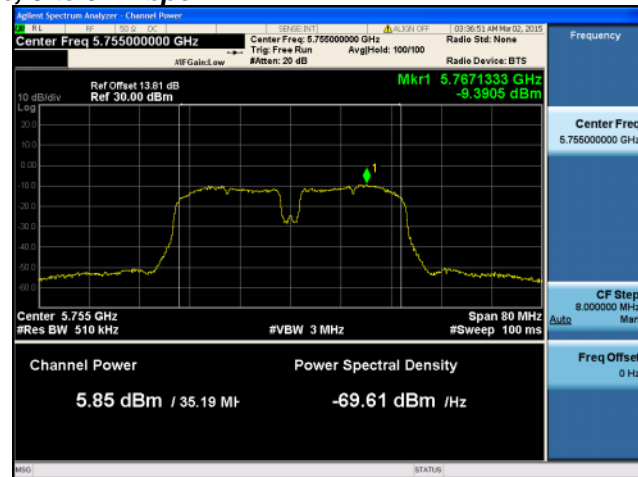 Agilent Spectrum Analyzer - Channel Power
RL RF 50 Ω DC SENSE:INT ALIGN OFF 03:36:51 AM Mar 02, 2015
Center Freq 5.755000000 GHz Center Freq: 5.755000000 GHz Radio Std: None Frequency
Trig: Free Run Avg|Hold: 100/100
#IFGain:Low #Atten: 20 dB Radio Device: BTS
Ref Offset 13.81 dB Mkr1 5.7671333 GHz
10 dB/div Ref 30.00 dBm -9.3905 dBm
Log
20.0
10.0
0.00
-10.0
-20.0
-30.0
-40.0
-50.0
-60.0
1
Center Freq
5.755000000 GHz
Center 5.755 GHz Span 80 MHz
#Res BW 510 kHz #VBW 3 MHz #Sweep 100 ms
CF Step
8.000000 MHz
Auto Man
Channel Power Power Spectral Density
5.85 dBm / 35.19 MH -69.61 dBm /Hz
Freq Offset
0 Hz
MSG STATUS